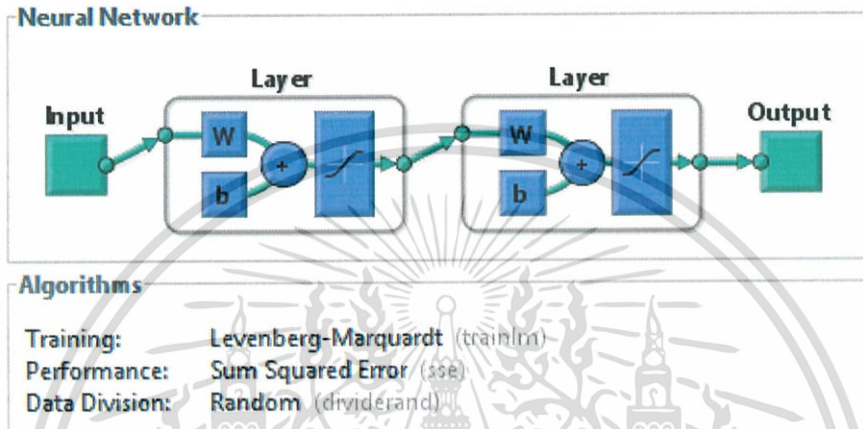 Neural Network
Layer
Layer
Input
Output
W
b
+
W
b
+
Algorithms
Training: Levenberg-Marquardt (trainlm)
Performance: Sum Squared Error (sse)
Data Division: Random (dividerand)